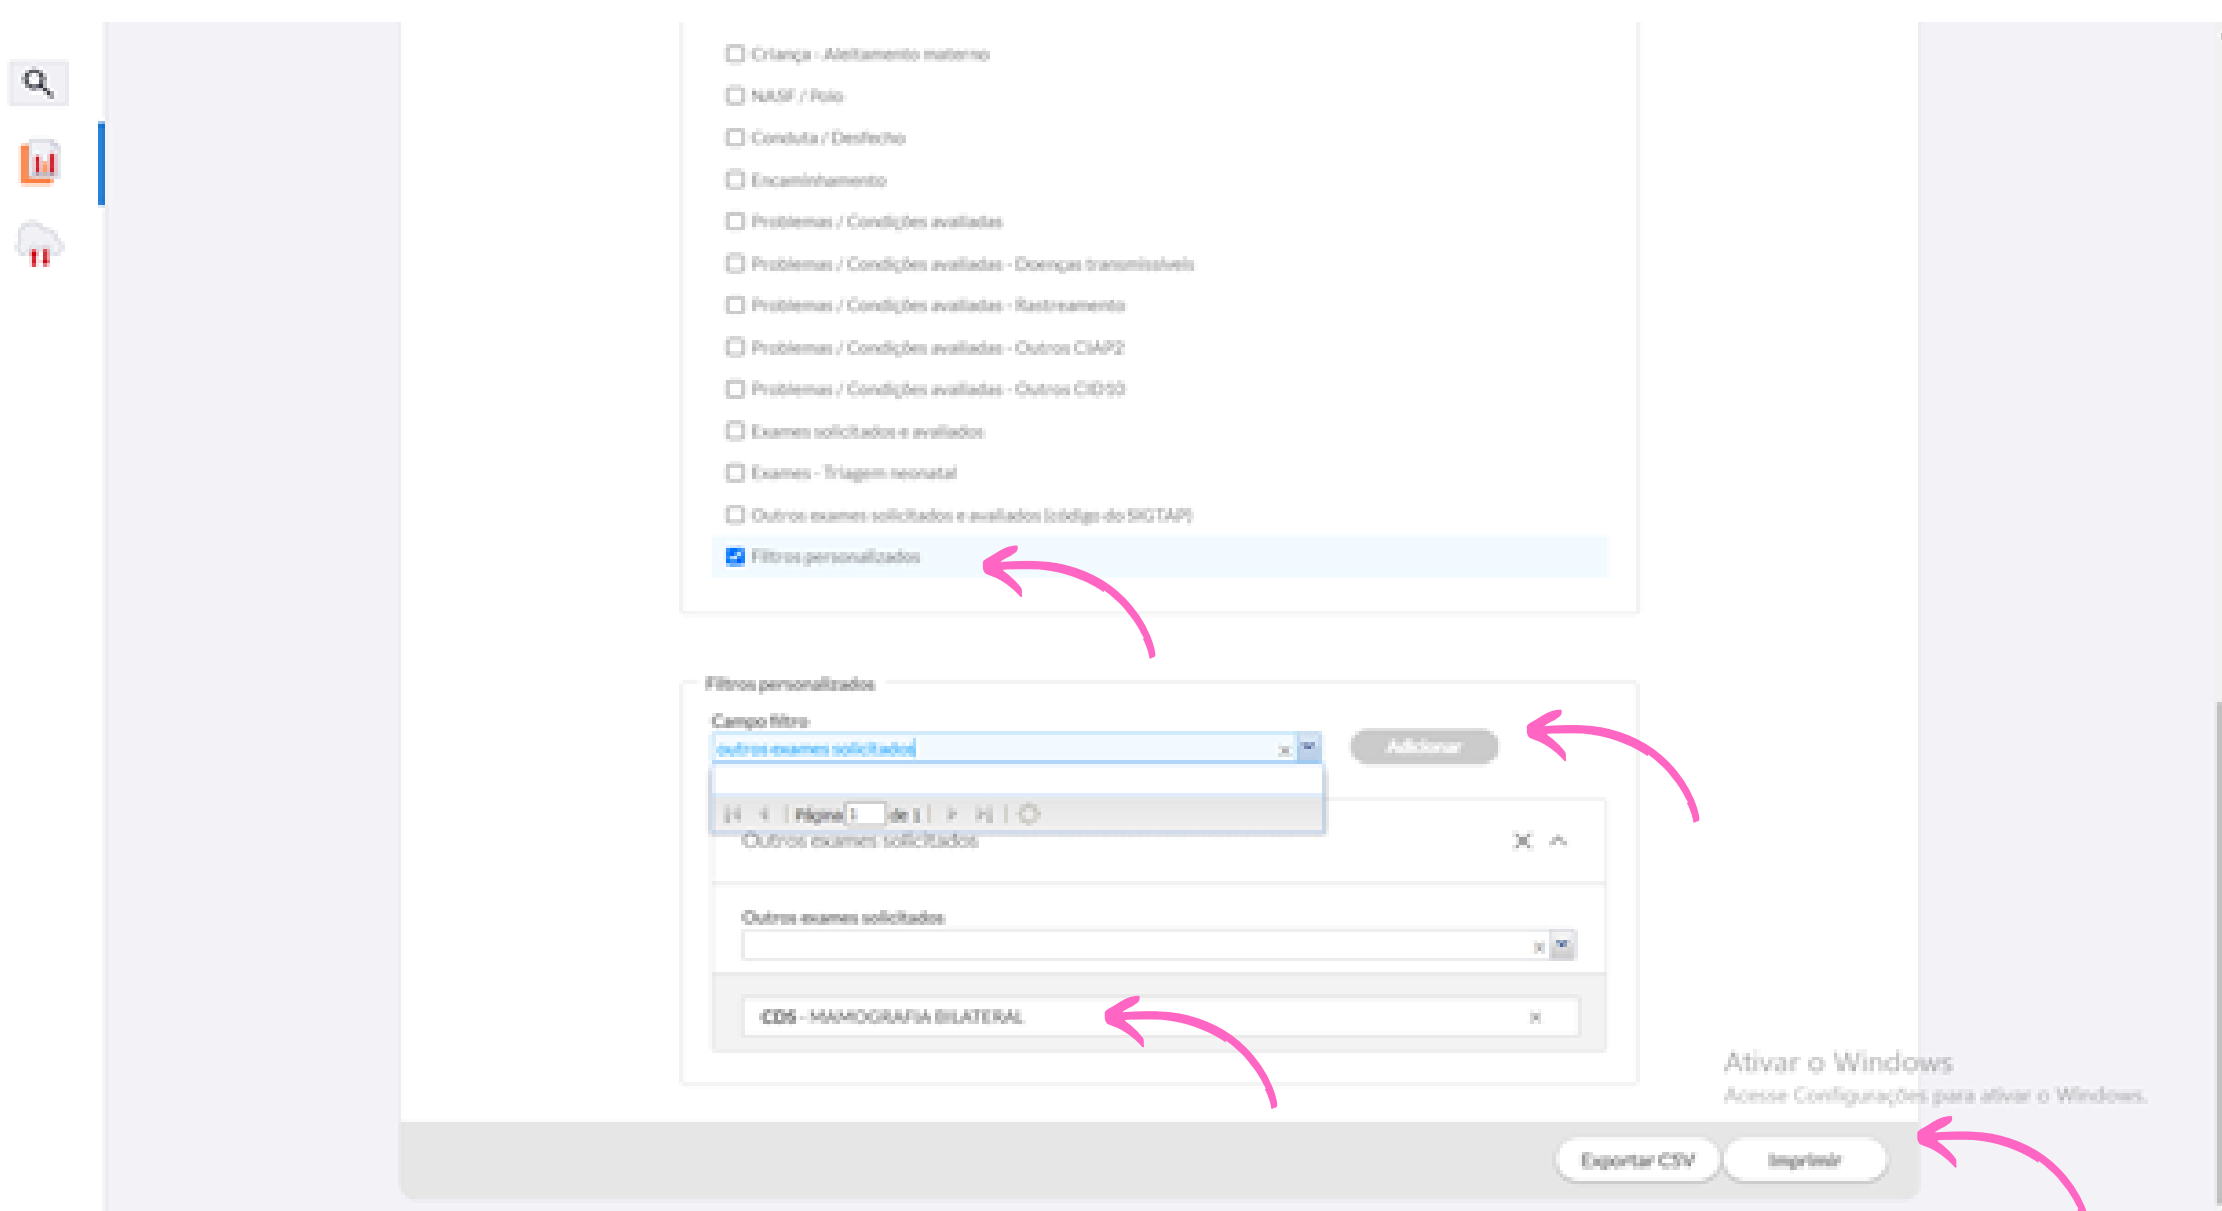 Criança - Aleitamento materno
NASF / Polo
Conduta / Desfecho
Encaminhamento
Problemas / Condições avaliadas
Problemas / Condições avaliadas - Doenças transmissíveis
Problemas / Condições avaliadas - Rastreamento
Problemas / Condições avaliadas - Outros CIAP2
Problemas / Condições avaliadas - Outros CID10
Exames solicitados e avaliados
Exames - Triagem neonatal
Outros exames solicitados e avaliados (código do SIGTAP)
Filtros personalizados
Filtros personalizados
Campo filtro
outros exames solicitados
Adicionar
Página 1 de 1
Outros exames solicitados
Outros exames solicitados
CDS - MAMOGRAFIA BILATERAL
Ativar o Windows
Acesse Configurações para ativar o Windows.
Exportar CSV
Imprimir